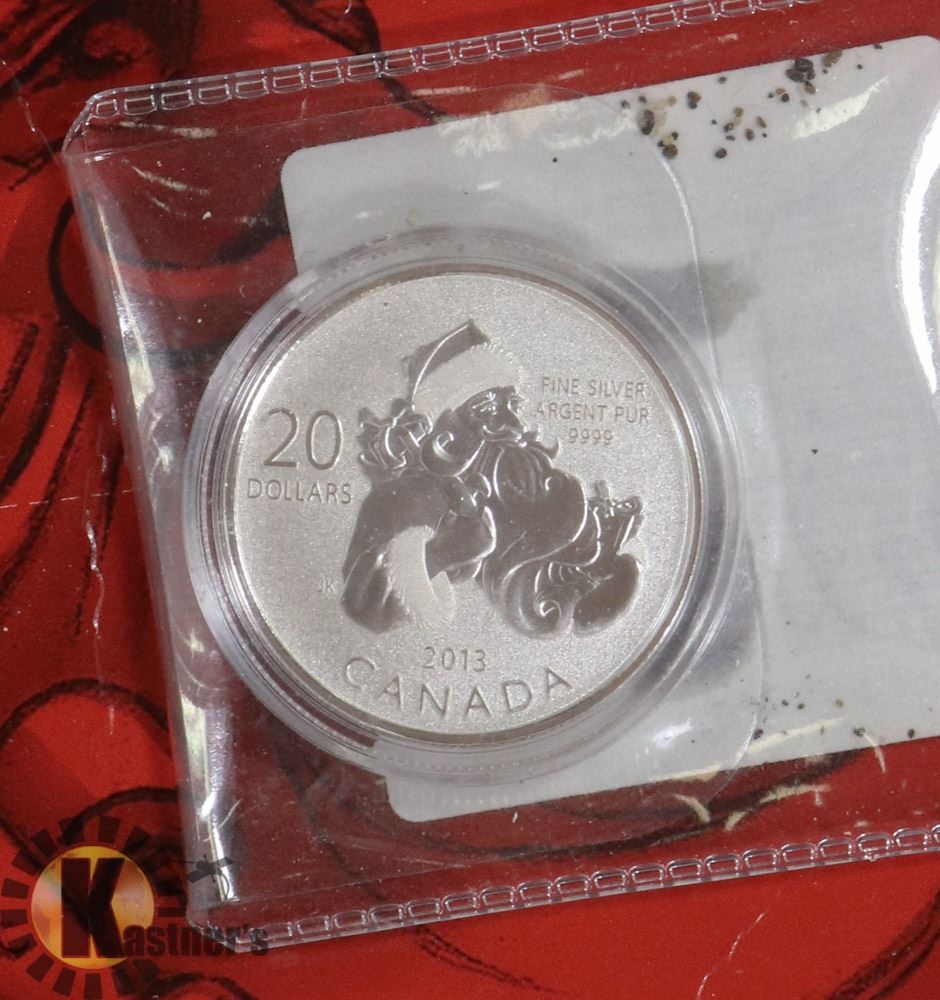 20
DOLLARS
FINE SILVER
ARGENT PUR
9999
JK
2013
CANADA
Kastner's